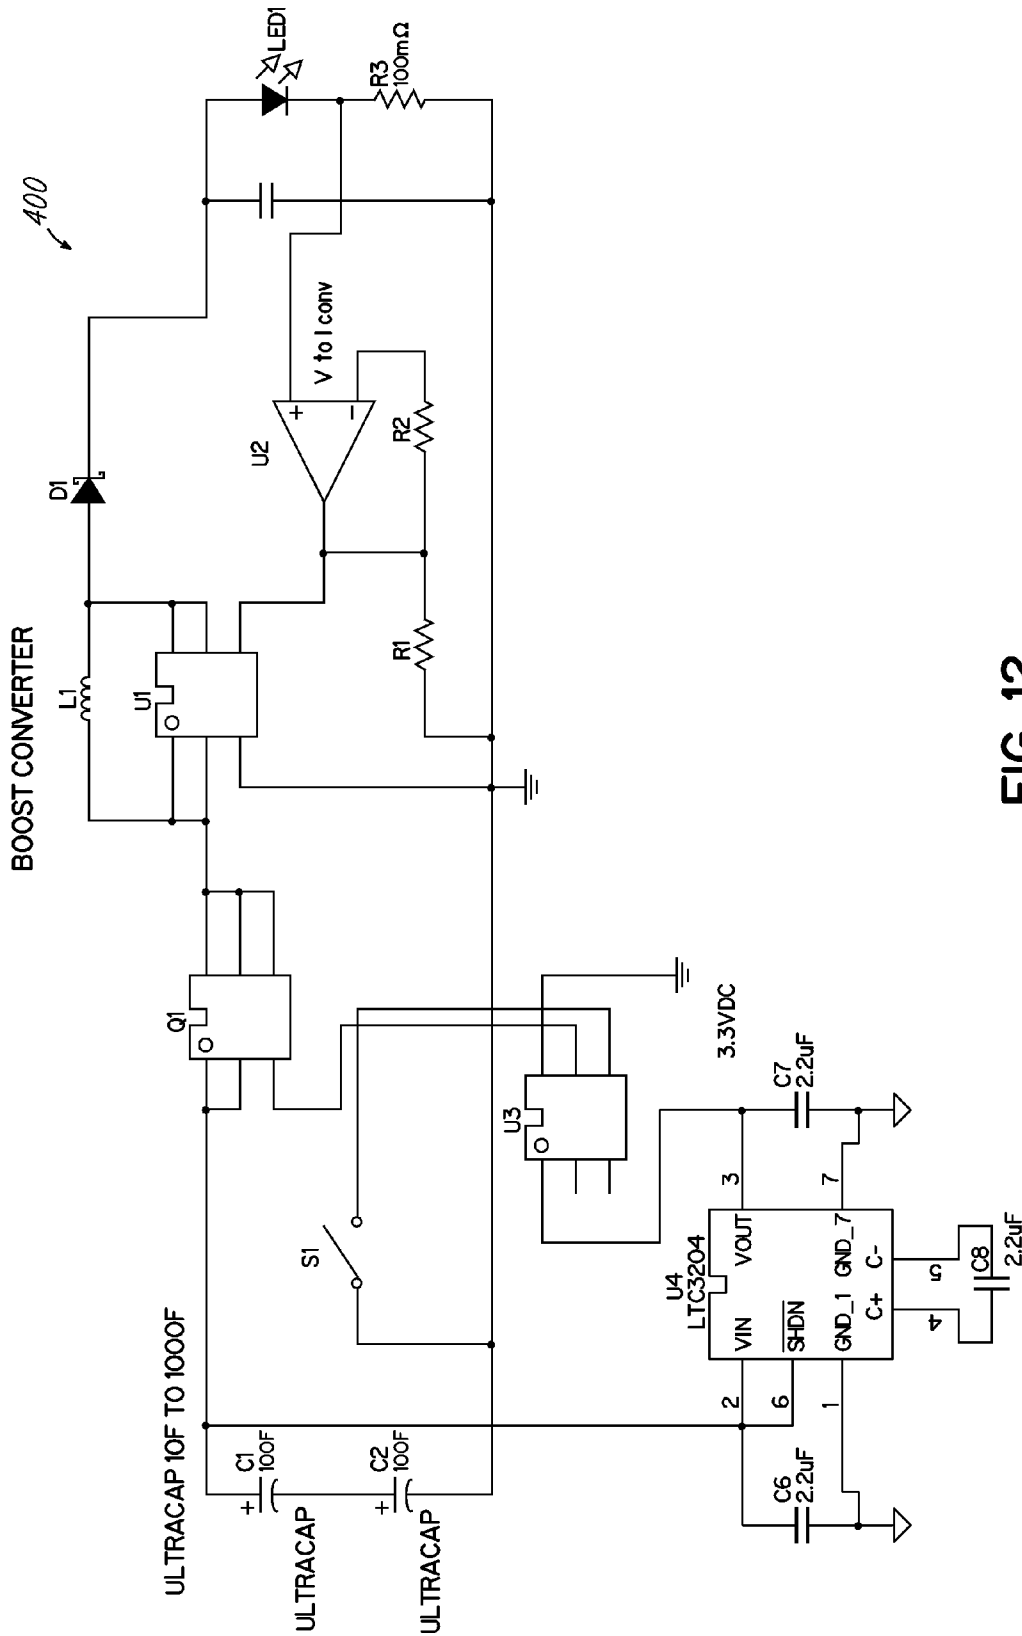 400
BOOST CONVERTER
L1
D1
U1
U2
V to I conv
+
−
R1
R2
LED1
R3
100mΩ
Q1
S1
ULTRACAP 10F TO 1000F
+
C1
100F
ULTRACAP
+
C2
100F
ULTRACAP
U3
3.3VDC
C7
2.2uF
U4
LTC3204
VIN
SHDN
GND_1
VOUT
GND_7
C+
C-
2
6
1
3
7
4
5
C6
2.2uF
C8
2.2uF
FIG. 12